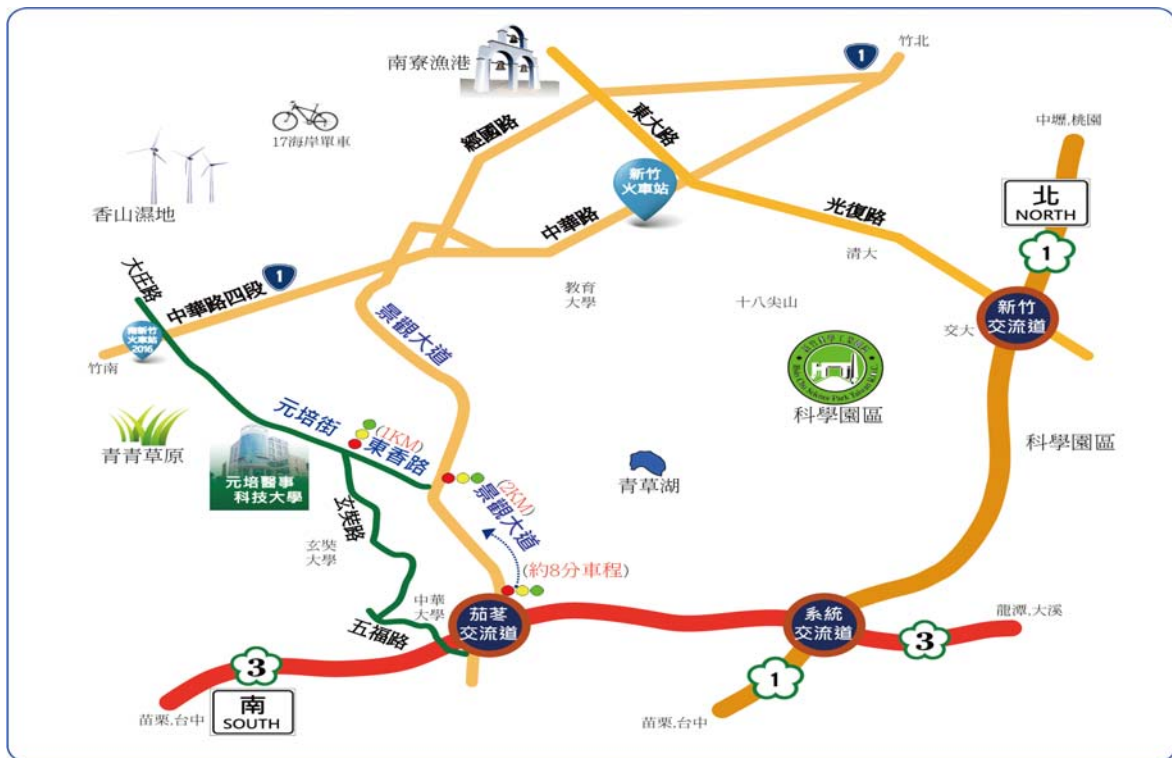 竹北
1
南寮漁港
東大路
經國路
17海岸單車
中壢,桃園
北
NORTH
1
新竹
火車站
香山濕地
中華路
光復路
清大
大庄路
1
中華路四段
教育
大學
十八尖山
新竹
交流道
交大
景觀大道
南新竹
火車站
2016
竹南
科學園區
科學園區
元培街
(1KM)
東香路
青青草原
元培醫事
科技大學
(2KM)
景觀大道
青草湖
玄奘路
玄奘
大學
(約8分車程)
中華
大學
茄苳
交流道
系統
交流道
龍潭,大溪
五福路
3
3
1
南
SOUTH
苗栗,台中
苗栗,台中